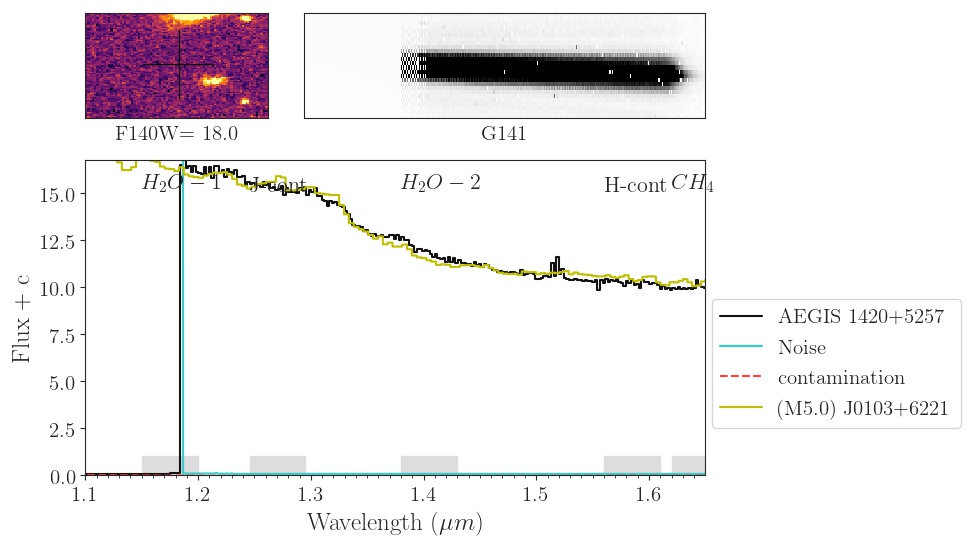 F140W= 18.0
G141
H₂O − 1
J-cont
H₂O − 2
H-cont
CH₄
15.0
12.5
10.0
7.5
5.0
2.5
0.0
Flux + c
1.1
1.2
1.3
1.4
1.5
1.6
Wavelength (μm)
AEGIS 1420+5257
Noise
contamination
(M5.0) J0103+6221